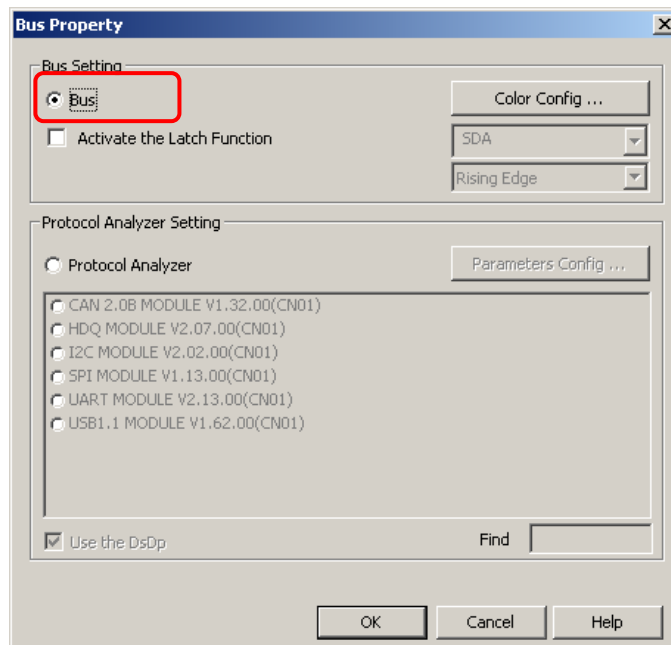 Bus Property
Bus Setting
Bus
Color Config ...
Activate the Latch Function
SDA
Rising Edge
Protocol Analyzer Setting
Protocol Analyzer
Parameters Config ...
CAN 2.0B MODULE V1.32.00(CN01)
HDQ MODULE V2.07.00(CN01)
I2C MODULE V2.02.00(CN01)
SPI MODULE V1.13.00(CN01)
UART MODULE V2.13.00(CN01)
USB1.1 MODULE V1.62.00(CN01)
Use the DsDp
Find
OK
Cancel
Help